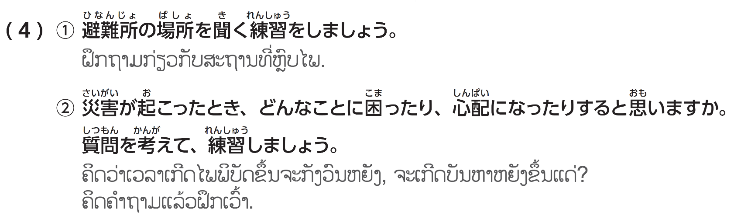 (4) ① 避難所の場所を聞く練習をしましょう。
ຝຶກຖາມກ່ຽວກັບສະຖານທີ່ຫຼົບໄພ.
② 災害が起こったとき、どんなことに困ったり、心配になったりすると思いますか。
質問を考えて、練習しましょう。
ຄິດວ່າເວລາເກີດໄພພິບັດຂຶ້ນຈະກັງວົນຫຍັງ, ຈະເກີດບັນຫາຫຍັງຂຶ້ນແດ່?
ຄິດຄຳຖາມແລ້ວຝຶກເວົ້າ.